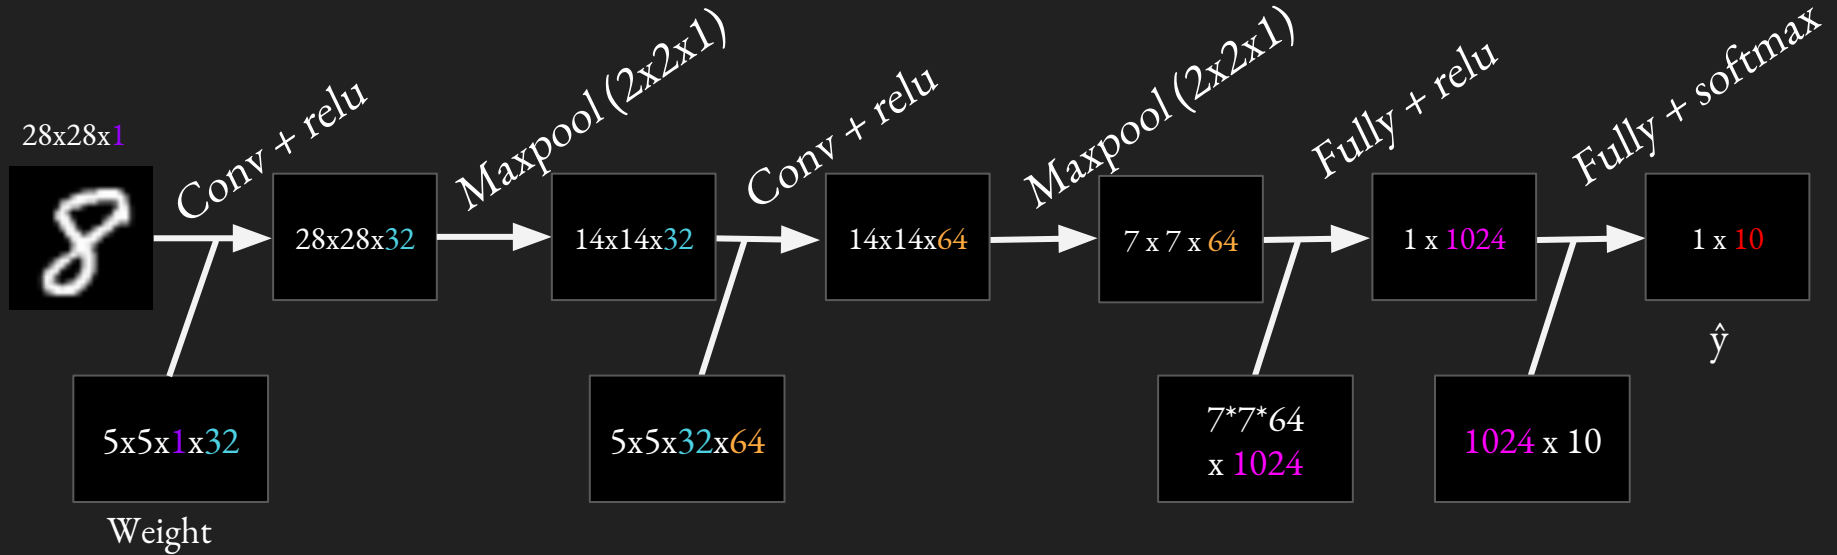 28x28x1
8
Conv + relu
28x28x32
Maxpool (2x2x1)
14x14x32
Conv + relu
14x14x64
Maxpool (2x2x1)
7 x 7 x 64
Fully + relu
1 x 1024
Fully + softmax
1 x 10
ŷ
5x5x1x32
Weight
5x5x32x64
7*7*64
x 1024
1024 x 10